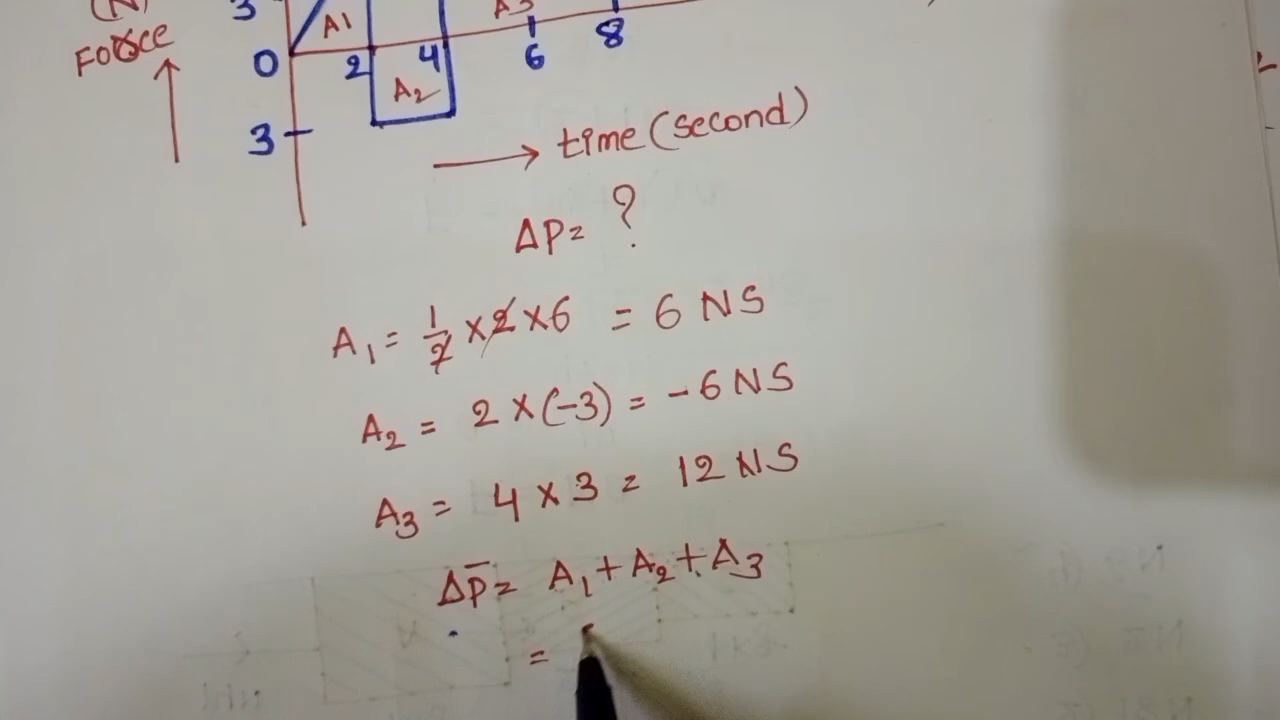 (N)
3
A1
A3
Force
0
2
4
6
8
A2
3
time (second)
ΔP = ?
A₁ = 1/2 × 2 × 6 = 6 NS
A₂ = 2 × (-3) = -6 NS
A₃ = 4 × 3 = 12 NS
Δp̄ = A₁ + A₂ + A₃
=